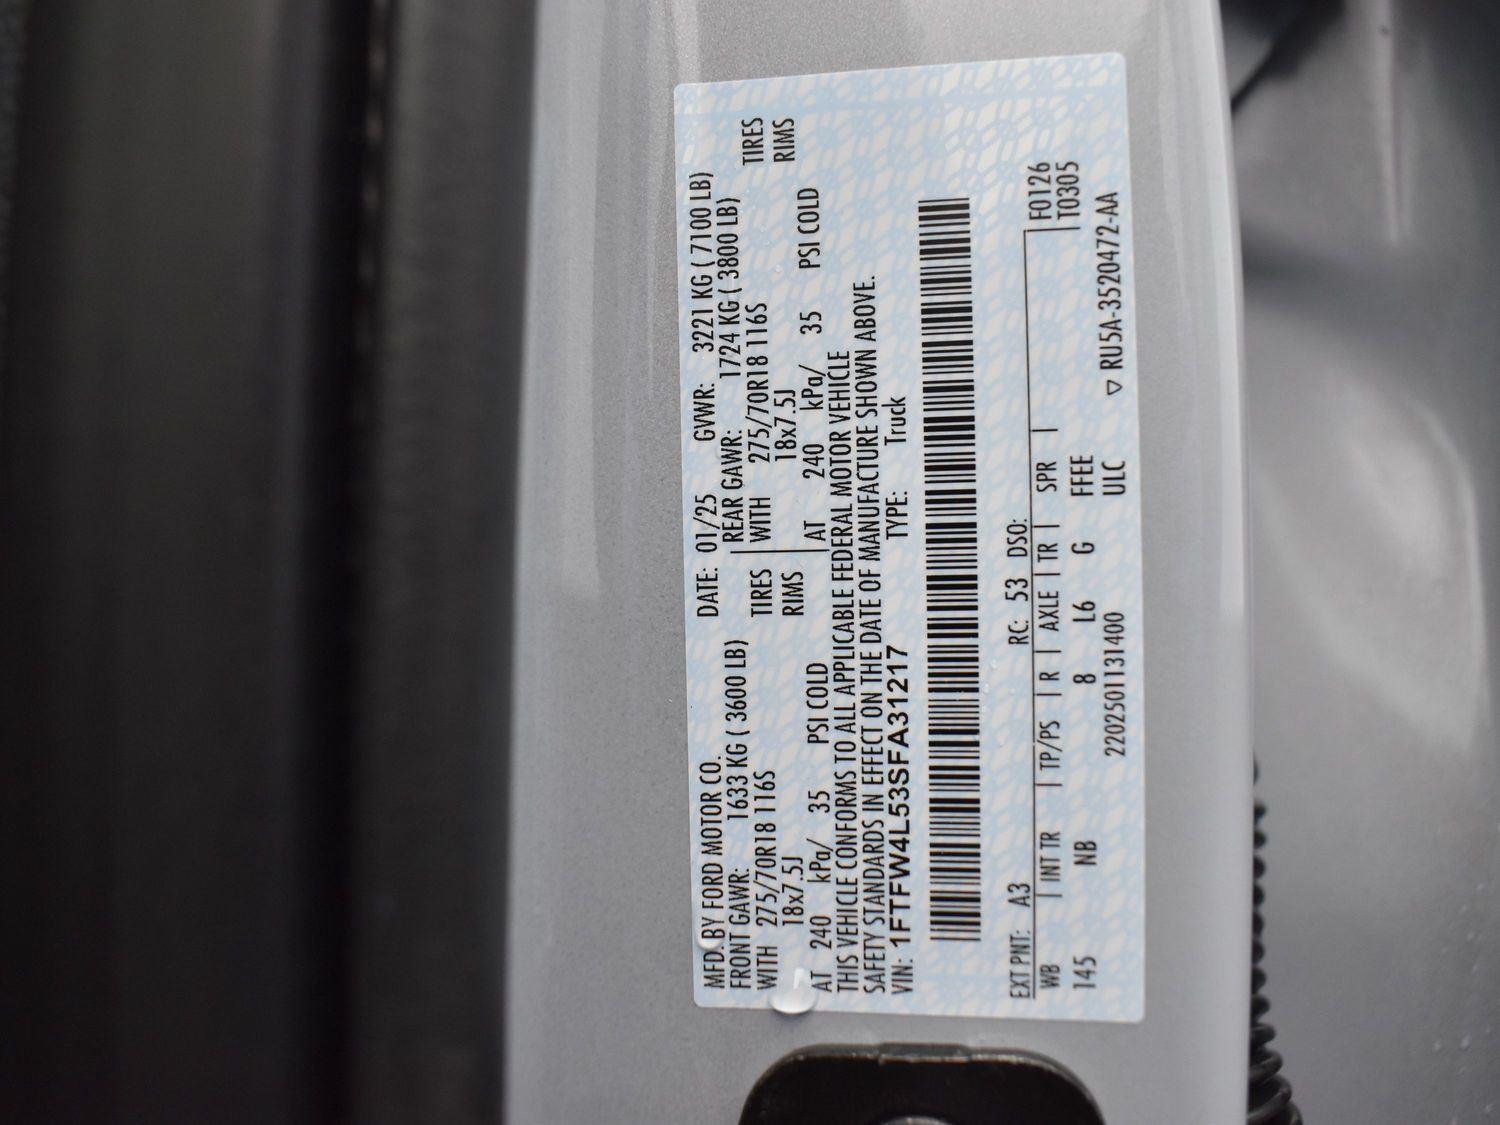 MFD. BY FORD MOTOR CO. DATE: 01/25 GVWR: 3221 KG ( 7100 LB)
FRONT GAWR: 1633 KG ( 3600 LB) REAR GAWR: 1724 KG ( 3800 LB)
WITH 275/70R18 116S TIRES WITH 275/70R18 116S TIRES
18x7.5J RIMS 18x7.5J RIMS
AT 240 kPa/ 35 PSI COLD AT 240 kPa/ 35 PSI COLD
THIS VEHICLE CONFORMS TO ALL APPLICABLE FEDERAL MOTOR VEHICLE
SAFETY STANDARDS IN EFFECT ON THE DATE OF MANUFACTURE SHOWN ABOVE.
VIN: 1FTFW4L53SFA31217 TYPE: Truck
EXT PNT: A3 RC: 53 DSO: F0126
WB | INT TR | TP/PS | R | AXLE | TR | SPR | T0305
145 NB 8 L6 G FFEE
2202501131400 ULC ▽ RU5A-3520472-AA